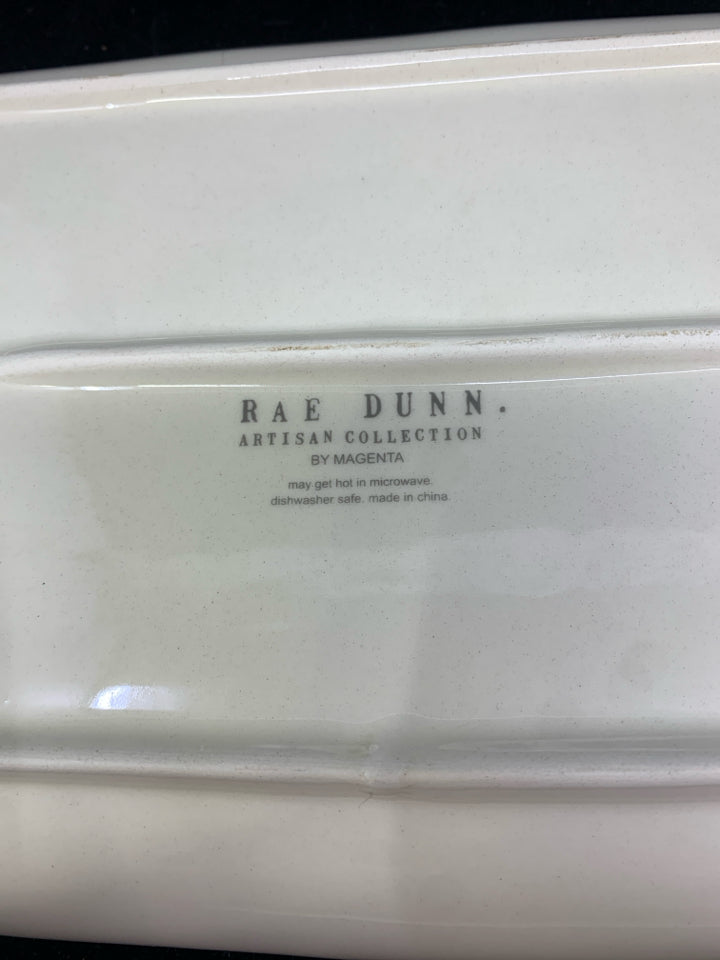 RAE DUNN.
ARTISAN COLLECTION
BY MAGENTA
may get hot in microwave.
dishwasher safe. made in china.